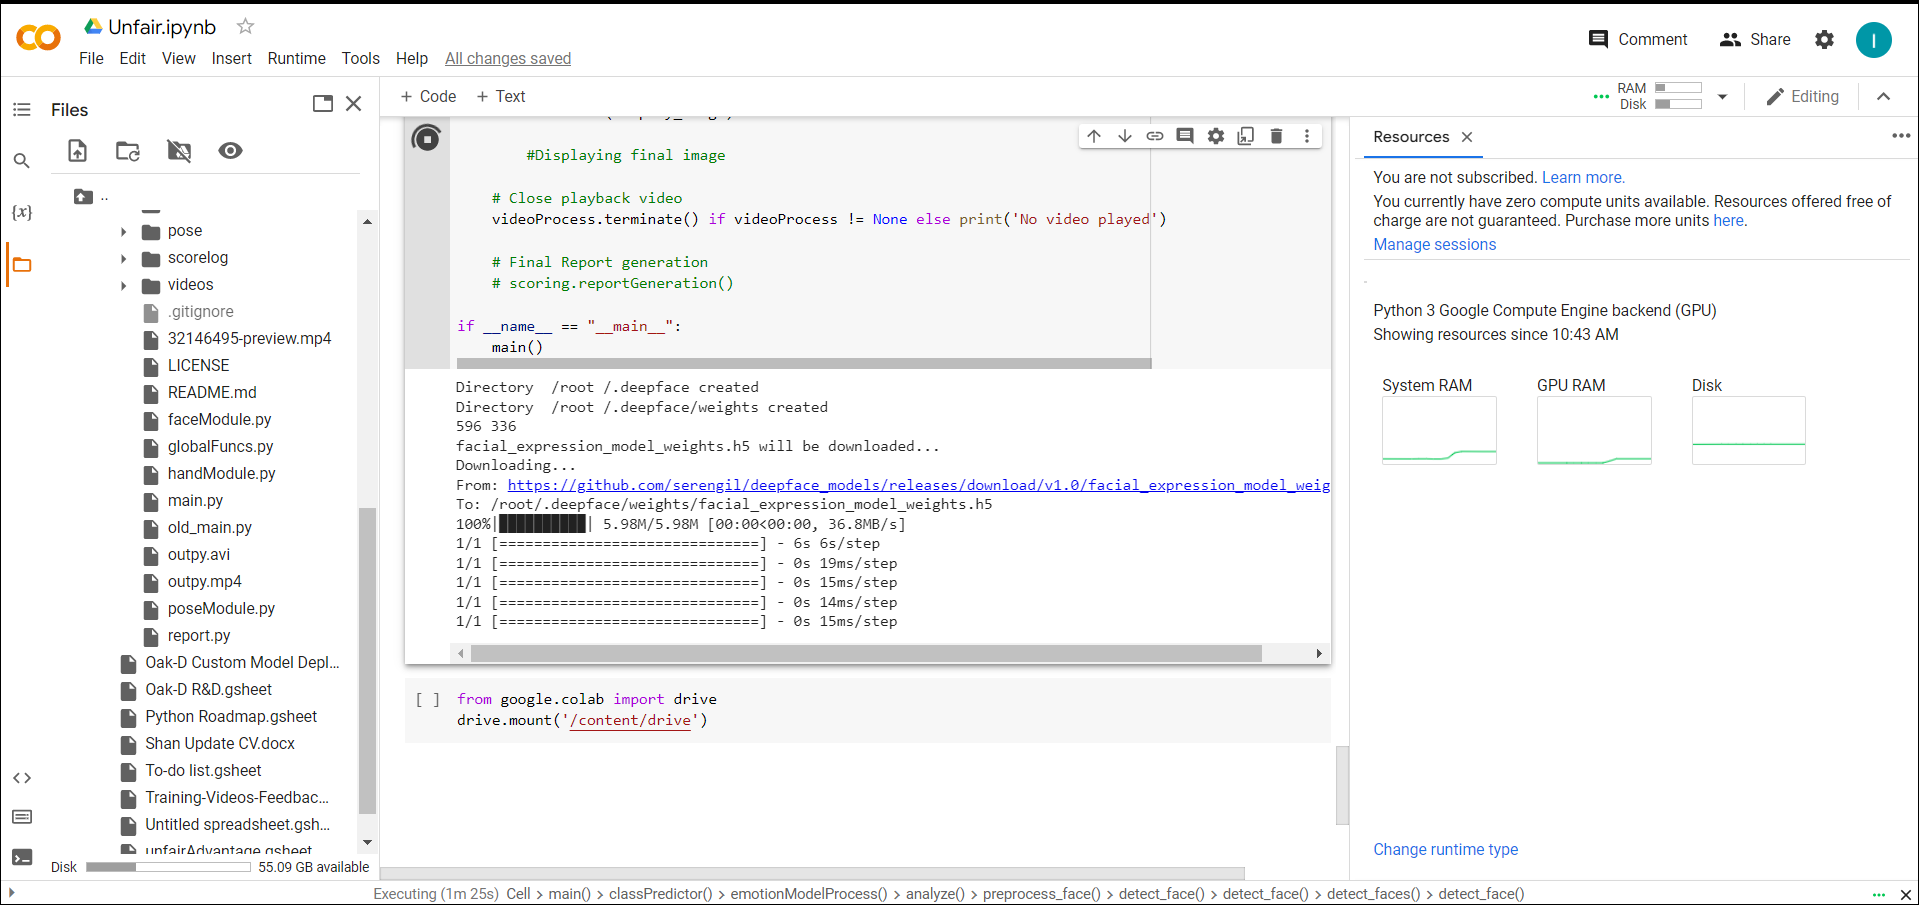 Unfair.ipynb
File Edit View Insert Runtime Tools Help All changes saved
Comment Share I
Files
+ Code + Text
RAM
Disk
Editing
..
pose
scorelog
videos
.gitignore
32146495-preview.mp4
LICENSE
README.md
faceModule.py
globalFuncs.py
handModule.py
main.py
old_main.py
outpy.avi
outpy.mp4
poseModule.py
report.py
Oak-D Custom Model Depl...
Oak-D R&D.gsheet
Python Roadmap.gsheet
Shan Update CV.docx
To-do list.gsheet
Training-Videos-Feedbac...
Untitled spreadsheet.gsh...
unfairAdvantage.gsheet
Disk 55.09 GB available
#Displaying final image
# Close playback video
videoProcess.terminate() if videoProcess != None else print('No video played')
# Final Report generation
# scoring.reportGeneration()
if __name__ == "__main__":
main()
Directory  /root /.deepface created
Directory  /root /.deepface/weights created
596 336
facial_expression_model_weights.h5 will be downloaded...
Downloading...
From: https://github.com/serengil/deepface_models/releases/download/v1.0/facial_expression_model_weig
To: /root/.deepface/weights/facial_expression_model_weights.h5
100%|██████████| 5.98M/5.98M [00:00<00:00, 36.8MB/s]
1/1 [==============================] - 6s 6s/step
1/1 [==============================] - 0s 19ms/step
1/1 [==============================] - 0s 15ms/step
1/1 [==============================] - 0s 14ms/step
1/1 [==============================] - 0s 15ms/step
[ ] from google.colab import drive
drive.mount('/content/drive')
Resources
You are not subscribed. Learn more.
You currently have zero compute units available. Resources offered free of
charge are not guaranteed. Purchase more units here.
Manage sessions
Python 3 Google Compute Engine backend (GPU)
Showing resources since 10:43 AM
System RAM GPU RAM Disk
Change runtime type
Executing (1m 25s) Cell > main() > classPredictor() > emotionModelProcess() > analyze() > preprocess_face() > detect_face() > detect_face() > detect_faces() > detect_face()